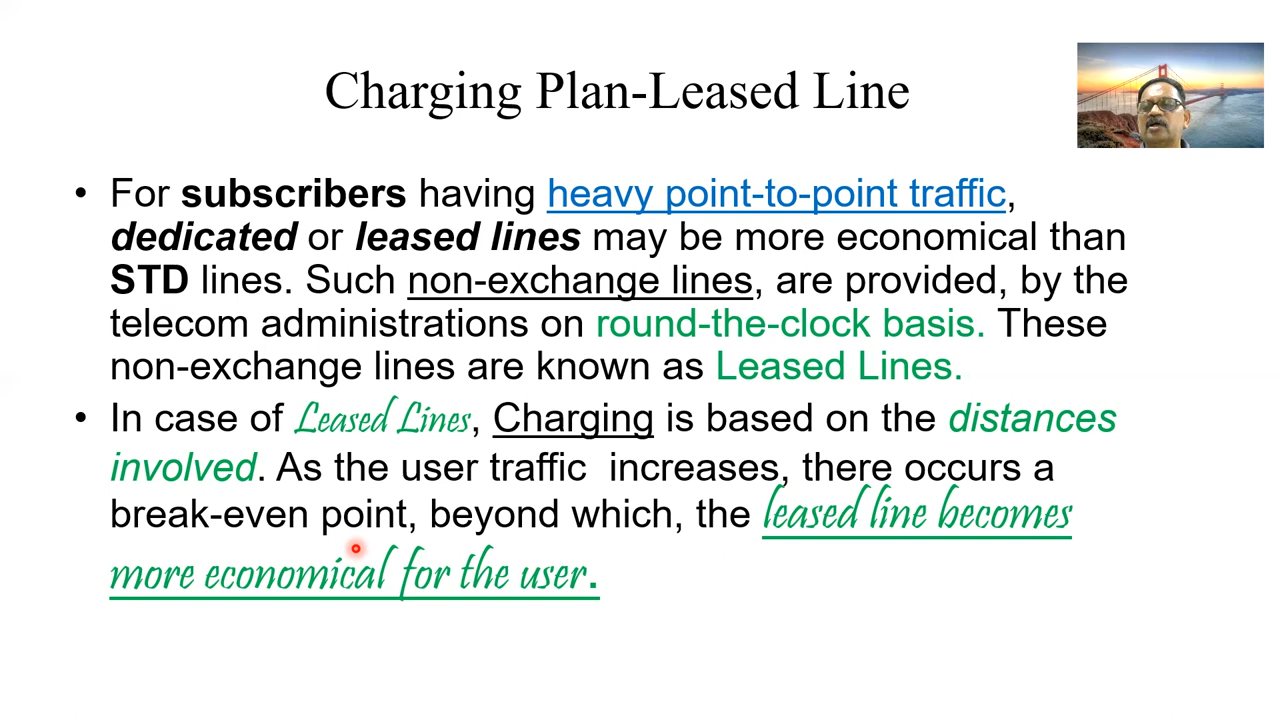 Charging Plan-Leased Line
• For subscribers having heavy point-to-point traffic,
dedicated or leased lines may be more economical than
STD lines. Such non-exchange lines, are provided, by the
telecom administrations on round-the-clock basis. These
non-exchange lines are known as Leased Lines.
• In case of Leased Lines, Charging is based on the distances
involved. As the user traffic  increases, there occurs a
break-even point, beyond which, the leased line becomes
more economical for the user.